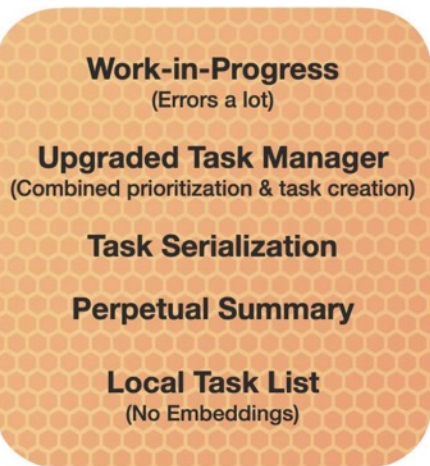 Work-in-Progress
(Errors a lot)
Upgraded Task Manager
(Combined prioritization & task creation)
Task Serialization
Perpetual Summary
Local Task List
(No Embeddings)